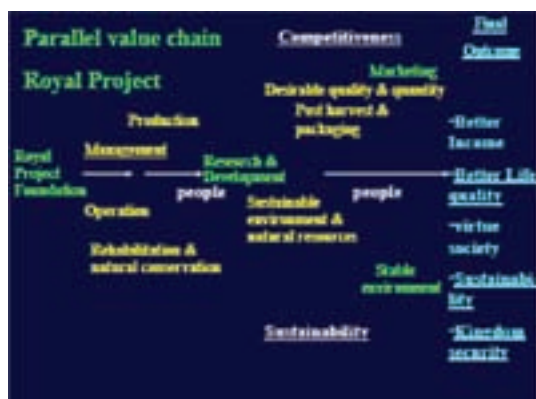 Parallel value chain
Royal Project
Competitiveness
Final
Outcome
Marketing
Desirable quality & quantity
Post harvest &
packaging
Production
Management
Royal
Project
Foundation
Research &
Development
people
people
Operation
Sustainable
environment &
natural resources
Rehabilitation &
natural conservation
Stable
environment
Sustainability
-Better
Income
-Better Life
quality
-virtue
society
-Sustainabi
lity
-Kingdom
security